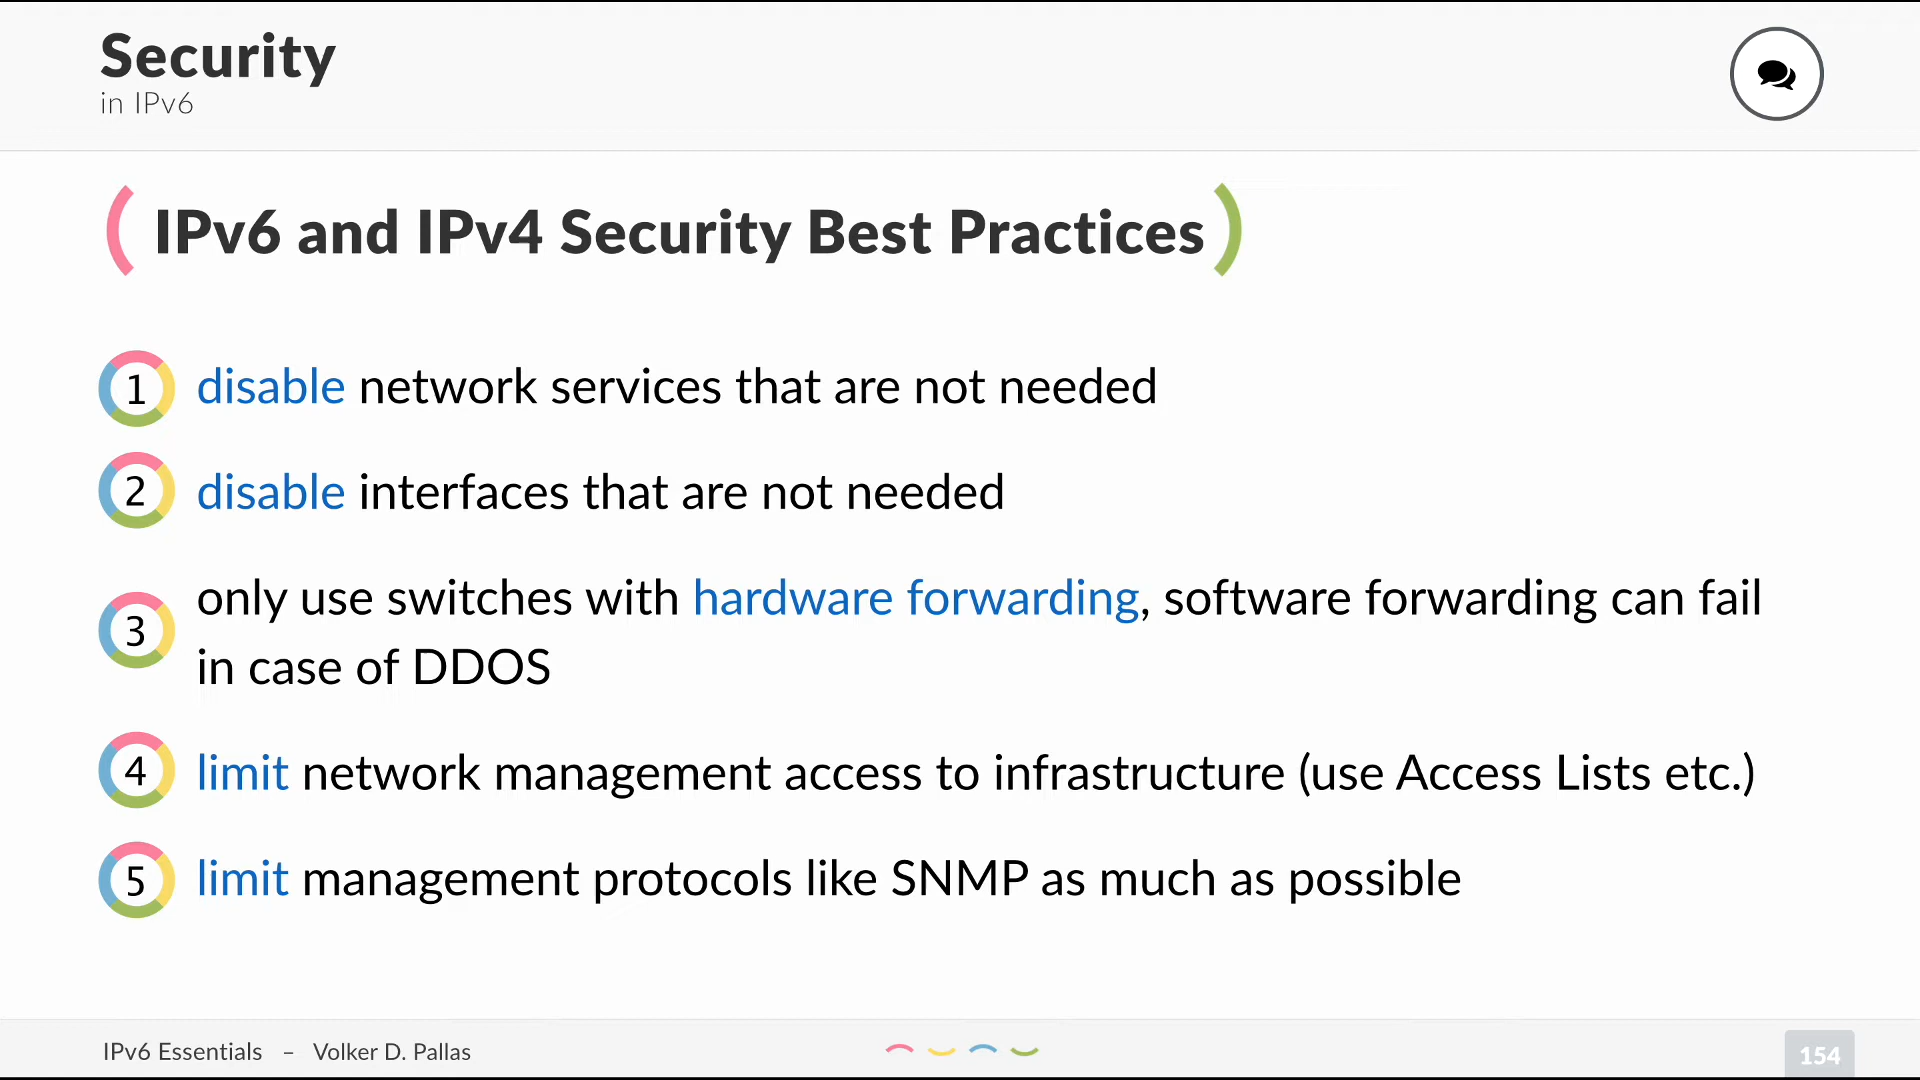 Security
in IPv6
IPv6 and IPv4 Security Best Practices
1 disable network services that are not needed
2 disable interfaces that are not needed
3 only use switches with hardware forwarding, software forwarding can fail
in case of DDOS
4 limit network management access to infrastructure (use Access Lists etc.)
5 limit management protocols like SNMP as much as possible
IPv6 Essentials – Volker D. Pallas
154